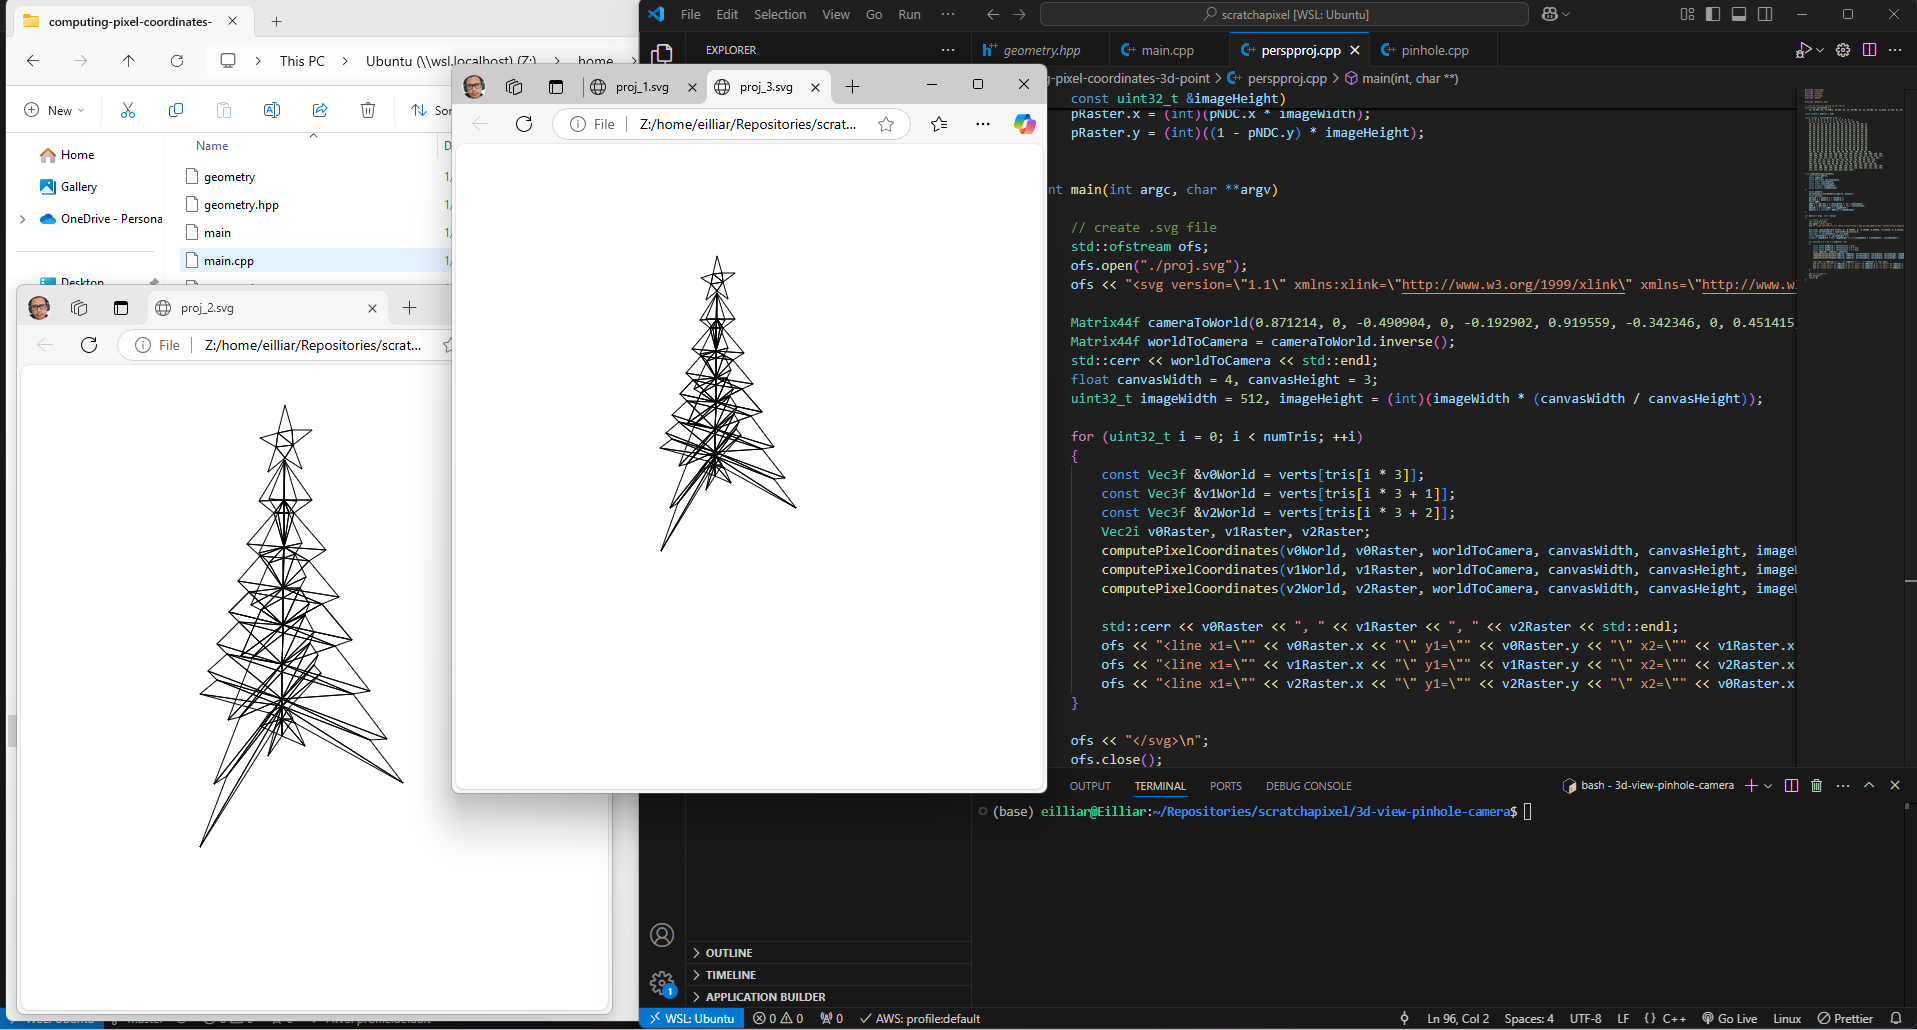 computing-pixel-coordinates-
This PC
Ubuntu (\\wsl.localhost) (Z:)
home
New
Sor
Name
D
Home
Gallery
OneDrive - Persona
Desktop
geometry
1/
geometry.hpp
1/
main
1/
main.cpp
1/
proj_2.svg
File
Z:/home/eilliar/Repositories/scrat...
proj_1.svg
proj_3.svg
File
Z:/home/eilliar/Repositories/scrat...
File Edit Selection View Go Run ...
scratchapixel [WSL: Ubuntu]
EXPLORER
geometry.hpp
main.cpp
perspproj.cpp
pinhole.cpp
g-pixel-coordinates-3d-point > perspproj.cpp > main(int, char **)
const uint32_t &imageHeight)
pRaster.x = (int)(pNDC.x * imageWidth);
pRaster.y = (int)((1 - pNDC.y) * imageHeight);
nt main(int argc, char **argv)
// create .svg file
std::ofstream ofs;
ofs.open("./proj.svg");
ofs << "<svg version=\"1.1\" xmlns:xlink=\"http://www.w3.org/1999/xlink\" xmlns=\"http://www.w3
Matrix44f cameraToWorld(0.871214, 0, -0.490904, 0, -0.192902, 0.919559, -0.342346, 0, 0.451415,
Matrix44f worldToCamera = cameraToWorld.inverse();
std::cerr << worldToCamera << std::endl;
float canvasWidth = 4, canvasHeight = 3;
uint32_t imageWidth = 512, imageHeight = (int)(imageWidth * (canvasWidth / canvasHeight));
for (uint32_t i = 0; i < numTris; ++i)
{
const Vec3f &v0World = verts[tris[i * 3]];
const Vec3f &v1World = verts[tris[i * 3 + 1]];
const Vec3f &v2World = verts[tris[i * 3 + 2]];
Vec2i v0Raster, v1Raster, v2Raster;
computePixelCoordinates(v0World, v0Raster, worldToCamera, canvasWidth, canvasHeight, imageW
computePixelCoordinates(v1World, v1Raster, worldToCamera, canvasWidth, canvasHeight, imageW
computePixelCoordinates(v2World, v2Raster, worldToCamera, canvasWidth, canvasHeight, imageW
std::cerr << v0Raster << ", " << v1Raster << ", " << v2Raster << std::endl;
ofs << "<line x1=\"" << v0Raster.x << "\" y1=\"" << v0Raster.y << "\" x2=\"" << v1Raster.x
ofs << "<line x1=\"" << v1Raster.x << "\" y1=\"" << v1Raster.y << "\" x2=\"" << v2Raster.x
ofs << "<line x1=\"" << v2Raster.x << "\" y1=\"" << v2Raster.y << "\" x2=\"" << v0Raster.x
}
ofs << "</svg>\n";
ofs.close();
OUTPUT TERMINAL PORTS DEBUG CONSOLE
bash - 3d-view-pinhole-camera
(base) eilliar@Eilliar:~/Repositories/scratchapixel/3d-view-pinhole-camera$
OUTLINE
TIMELINE
APPLICATION BUILDER
1
WSL: Ubuntu
0 0
0
AWS: profile:default
Ln 96, Col 2
Spaces: 4
UTF-8
LF
{} C++
Go Live
Linux
Prettier